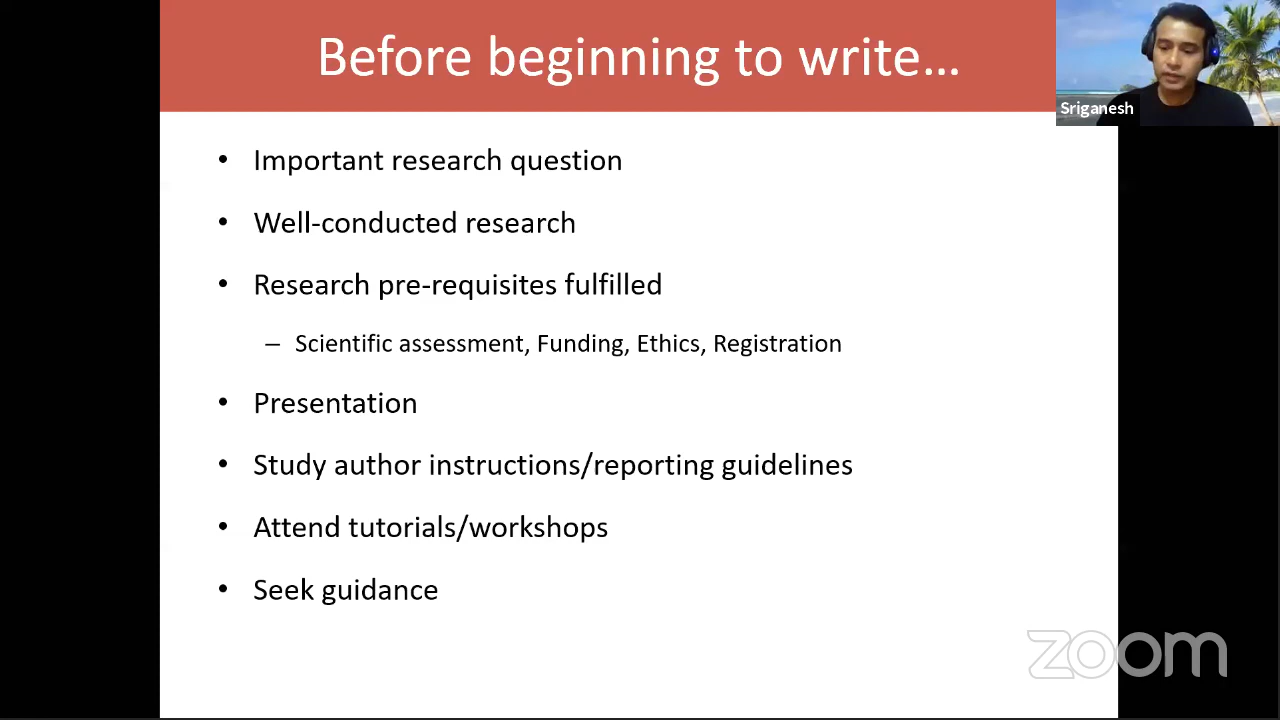 Before beginning to write…
Sriganesh
• Important research question
• Well-conducted research
• Research pre-requisites fulfilled
– Scientific assessment, Funding, Ethics, Registration
• Presentation
• Study author instructions/reporting guidelines
• Attend tutorials/workshops
• Seek guidance
zoom